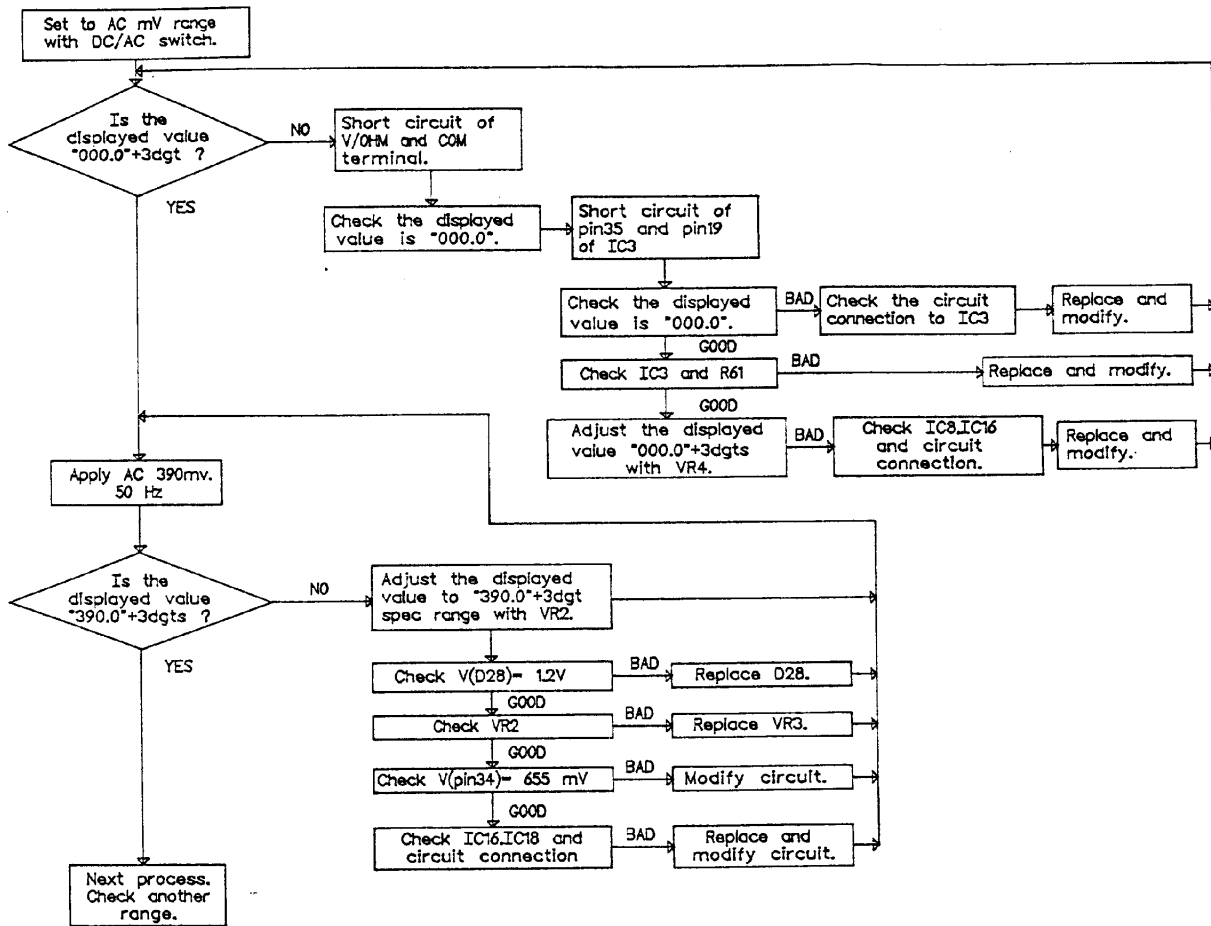 Set to AC mV range
with DC/AC switch.
Is the
displayed value
"000.0"+3dgt ?
NO
YES
Short circuit of
V/OHM and COM
terminal.
Check the displayed
value is "000.0".
Short circuit of
pin35 and pin19
of IC3
Check the displayed
value is "000.0".
BAD
Check the circuit
connection to IC3
Replace and
modify.
GOOD
Check IC3 and R61
BAD
Replace and modify.
GOOD
Adjust the displayed
value "000.0"+3dgts
with VR4.
BAD
Check IC8,IC16
and circuit
connection.
Replace and
modify.
Apply AC 390mv.
50 Hz
Is the
displayed value
"390.0"+3dgts ?
NO
YES
Adjust the displayed
value to "390.0"+3dgt
spec range with VR2.
Check V(D28)= 1.2V
BAD
Replace D28.
GOOD
Check VR2
BAD
Replace VR3.
GOOD
Check V(pin34)= 655 mV
BAD
Modify circuit.
GOOD
Check IC16,IC18 and
circuit connection
BAD
Replace and
modify circuit.
Next process.
Check another
range.